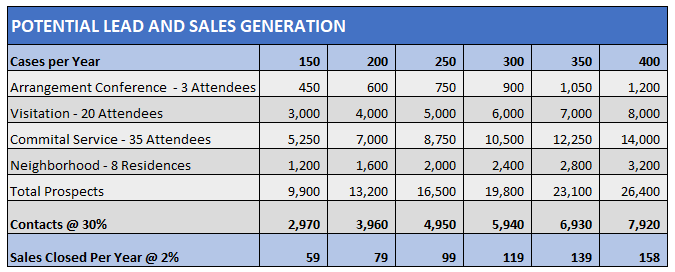 POTENTIAL LEAD AND SALES GENERATION
Cases per Year 150 200 250 300 350 400
Arrangement Conference - 3 Attendees 450 600 750 900 1,050 1,200
Visitation - 20 Attendees 3,000 4,000 5,000 6,000 7,000 8,000
Commital Service - 35 Attendees 5,250 7,000 8,750 10,500 12,250 14,000
Neighborhood - 8 Residences 1,200 1,600 2,000 2,400 2,800 3,200
Total Prospects 9,900 13,200 16,500 19,800 23,100 26,400
Contacts @ 30% 2,970 3,960 4,950 5,940 6,930 7,920
Sales Closed Per Year @ 2% 59 79 99 119 139 158